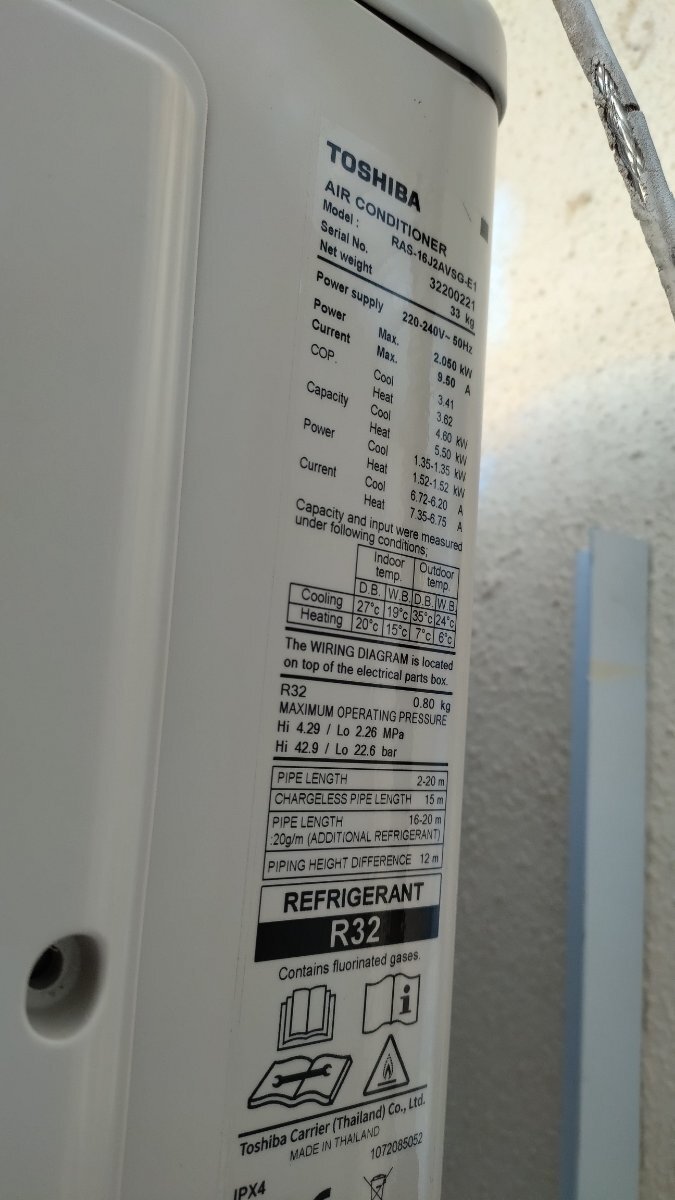 TOSHIBA
AIR CONDITIONER
Model : RAS-16J2AVSG-E1
Serial No. 32200221
Net weight 33 kg
Power supply 220-240V~ 50Hz
Power Max. 2.050 kW
Current Max. 9.50 A
COP. Cool 3.41
Heat 3.62
Capacity Cool 4.60 kW
Heat 5.50 kW
Power Cool 1.35-1.35 kW
Heat 1.52-1.52 kW
Current Cool 6.72-6.20 A
Heat 7.35-6.75 A
Capacity and input were measured
under following conditions;
Indoor temp. Outdoor temp.
D.B. W.B. D.B. W.B.
Cooling 27°c 19°c 35°c 24°c
Heating 20°c 15°c 7°c 6°c
The WIRING DIAGRAM is located
on top of the electrical parts box.
R32 0.80 kg
MAXIMUM OPERATING PRESSURE
Hi 4.29 / Lo 2.26 MPa
Hi 42.9 / Lo 22.6 bar
PIPE LENGTH 2-20 m
CHARGELESS PIPE LENGTH 15 m
PIPE LENGTH 16-20 m
:20g/m (ADDITIONAL REFRIGERANT)
PIPING HEIGHT DIFFERENCE 12 m
REFRIGERANT
R32
Contains fluorinated gases.
i
Toshiba Carrier (Thailand) Co., Ltd.
MADE IN THAILAND
1072085052
IPX4